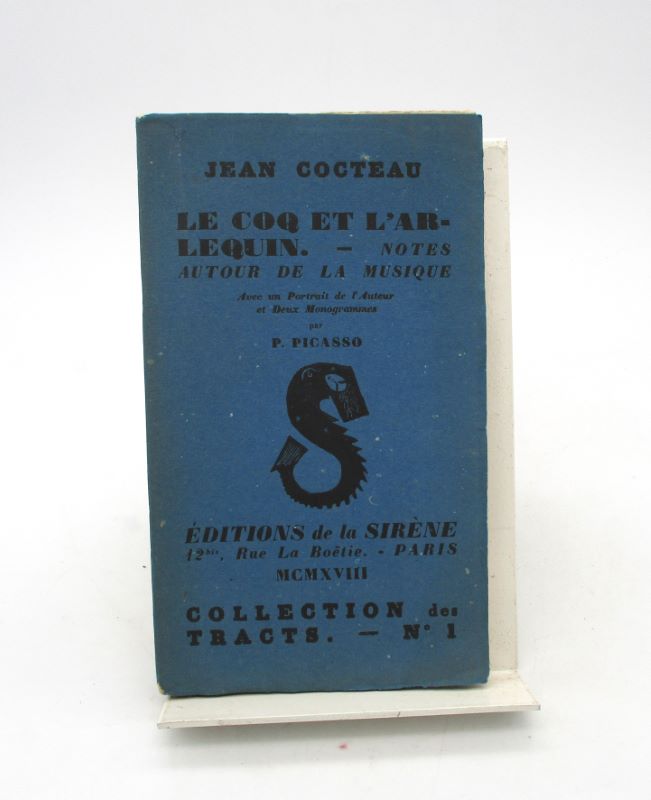 JEAN COCTEAU
LE COQ ET L'AR-
LEQUIN. — NOTES
AUTOUR DE LA MUSIQUE
Avec un Portrait de l'Auteur
et Deux Monogrammes
par
P. PICASSO
ÉDITIONS de la SIRÈNE
12bis, Rue La Boëtie. - PARIS
MCMXVIII
COLLECTION des
TRACTS. — N° 1